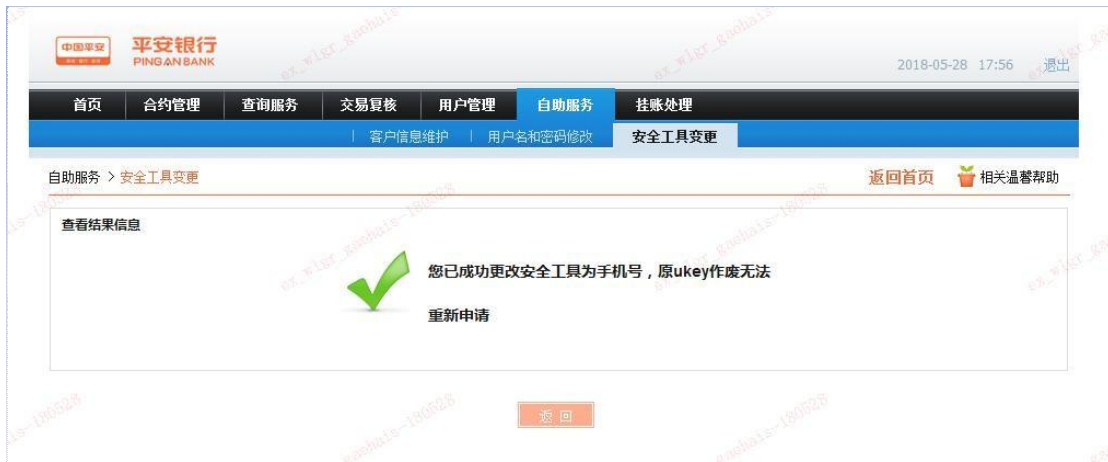 中国平安
平安银行
PINGAN BANK
2018-05-28 17:56 退出
首页 合约管理 查询服务 交易复核 用户管理 自助服务 挂账处理
| 客户信息维护 | 用户名和密码修改 安全工具变更
自助服务 > 安全工具变更 返回首页 相关温馨帮助
查看结果信息
您已成功更改安全工具为手机号，原ukey作废无法
重新申请
返 回